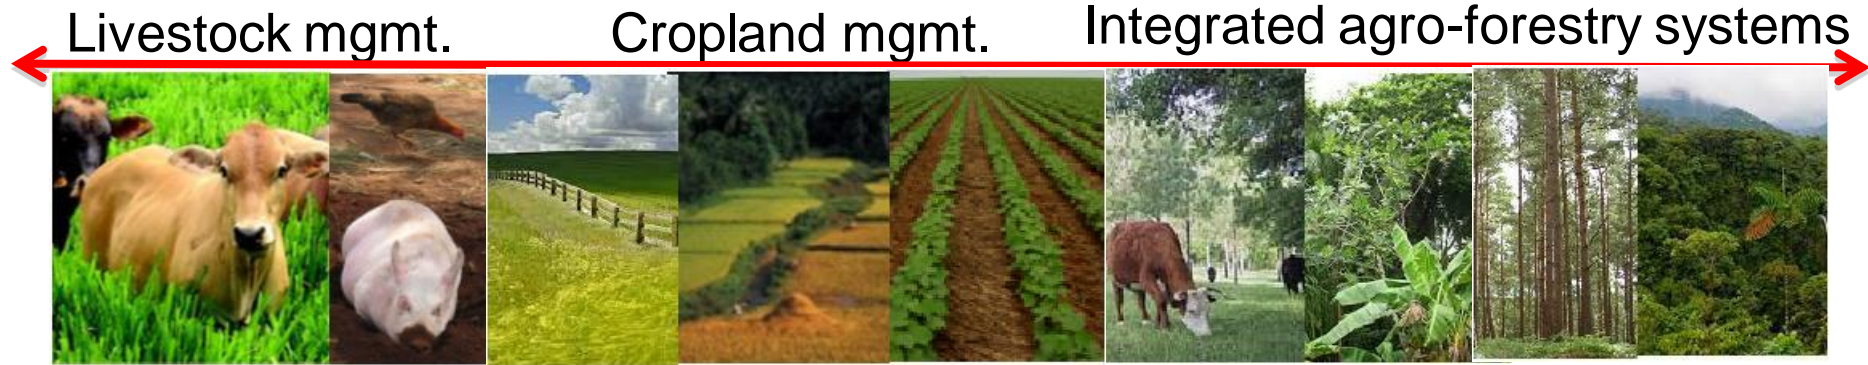 Livestock mgmt.
Cropland mgmt.
Integrated agro-forestry systems